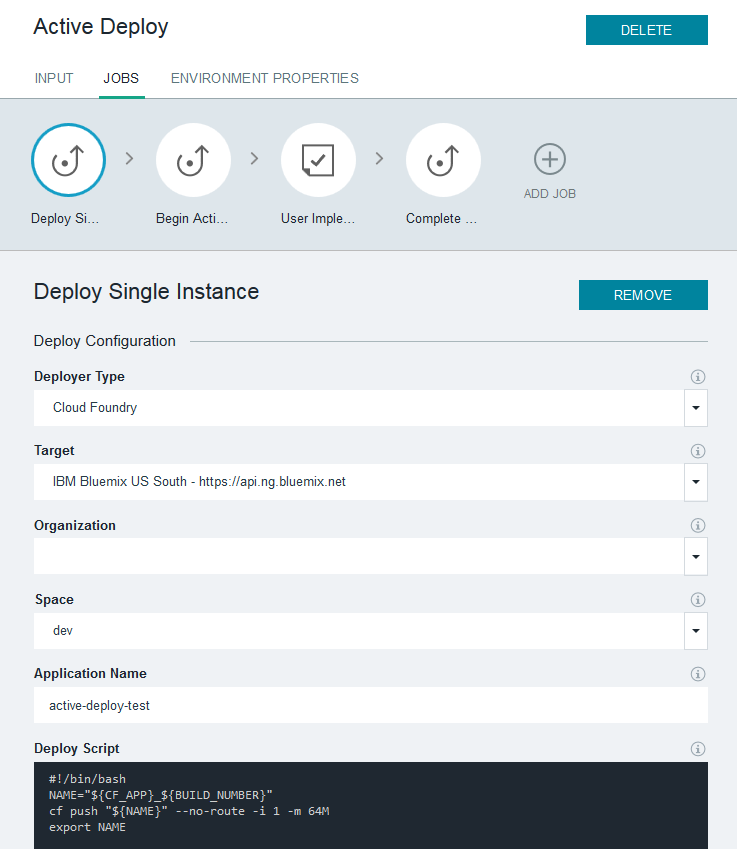 Active Deploy
DELETE
INPUT JOBS ENVIRONMENT PROPERTIES
Deploy Si... Begin Acti... User Imple... Complete ...
ADD JOB
Deploy Single Instance
REMOVE
Deploy Configuration
Deployer Type
Cloud Foundry
Target
IBM Bluemix US South - https://api.ng.bluemix.net
Organization
Space
dev
Application Name
active-deploy-test
Deploy Script
#!/bin/bash
NAME="${CF_APP}_${BUILD_NUMBER}"
cf push "${NAME}" --no-route -i 1 -m 64M
export NAME